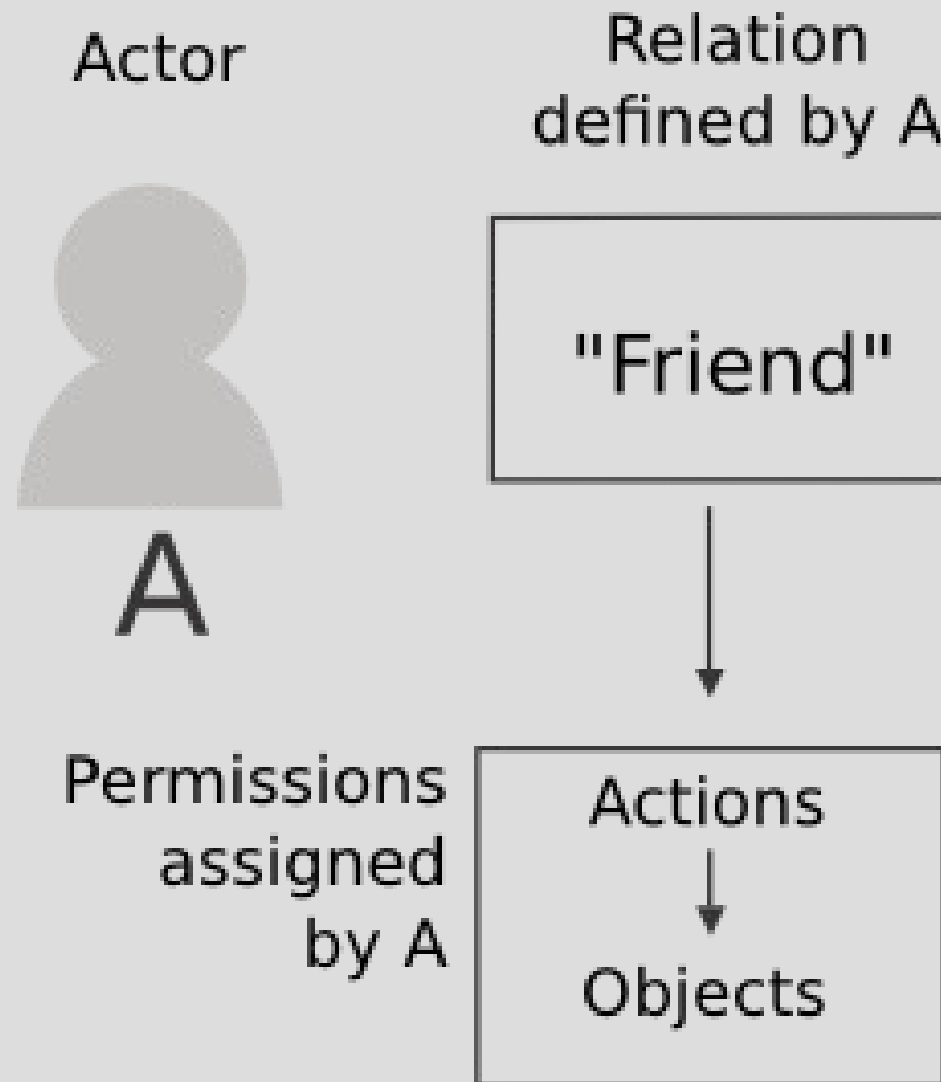 Actor
Relation
defined by A
"Friend"
A
Permissions
assigned
by A
Actions
Objects